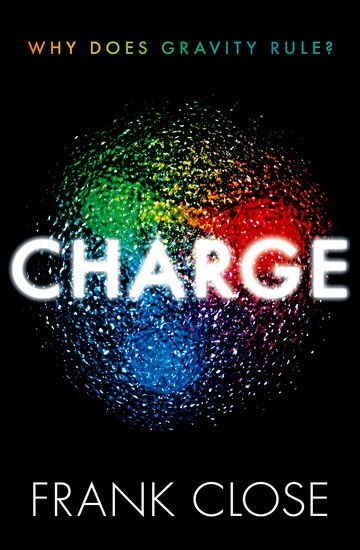 WHY DOES GRAVITY RULE?
CHARGE
FRANK CLOSE